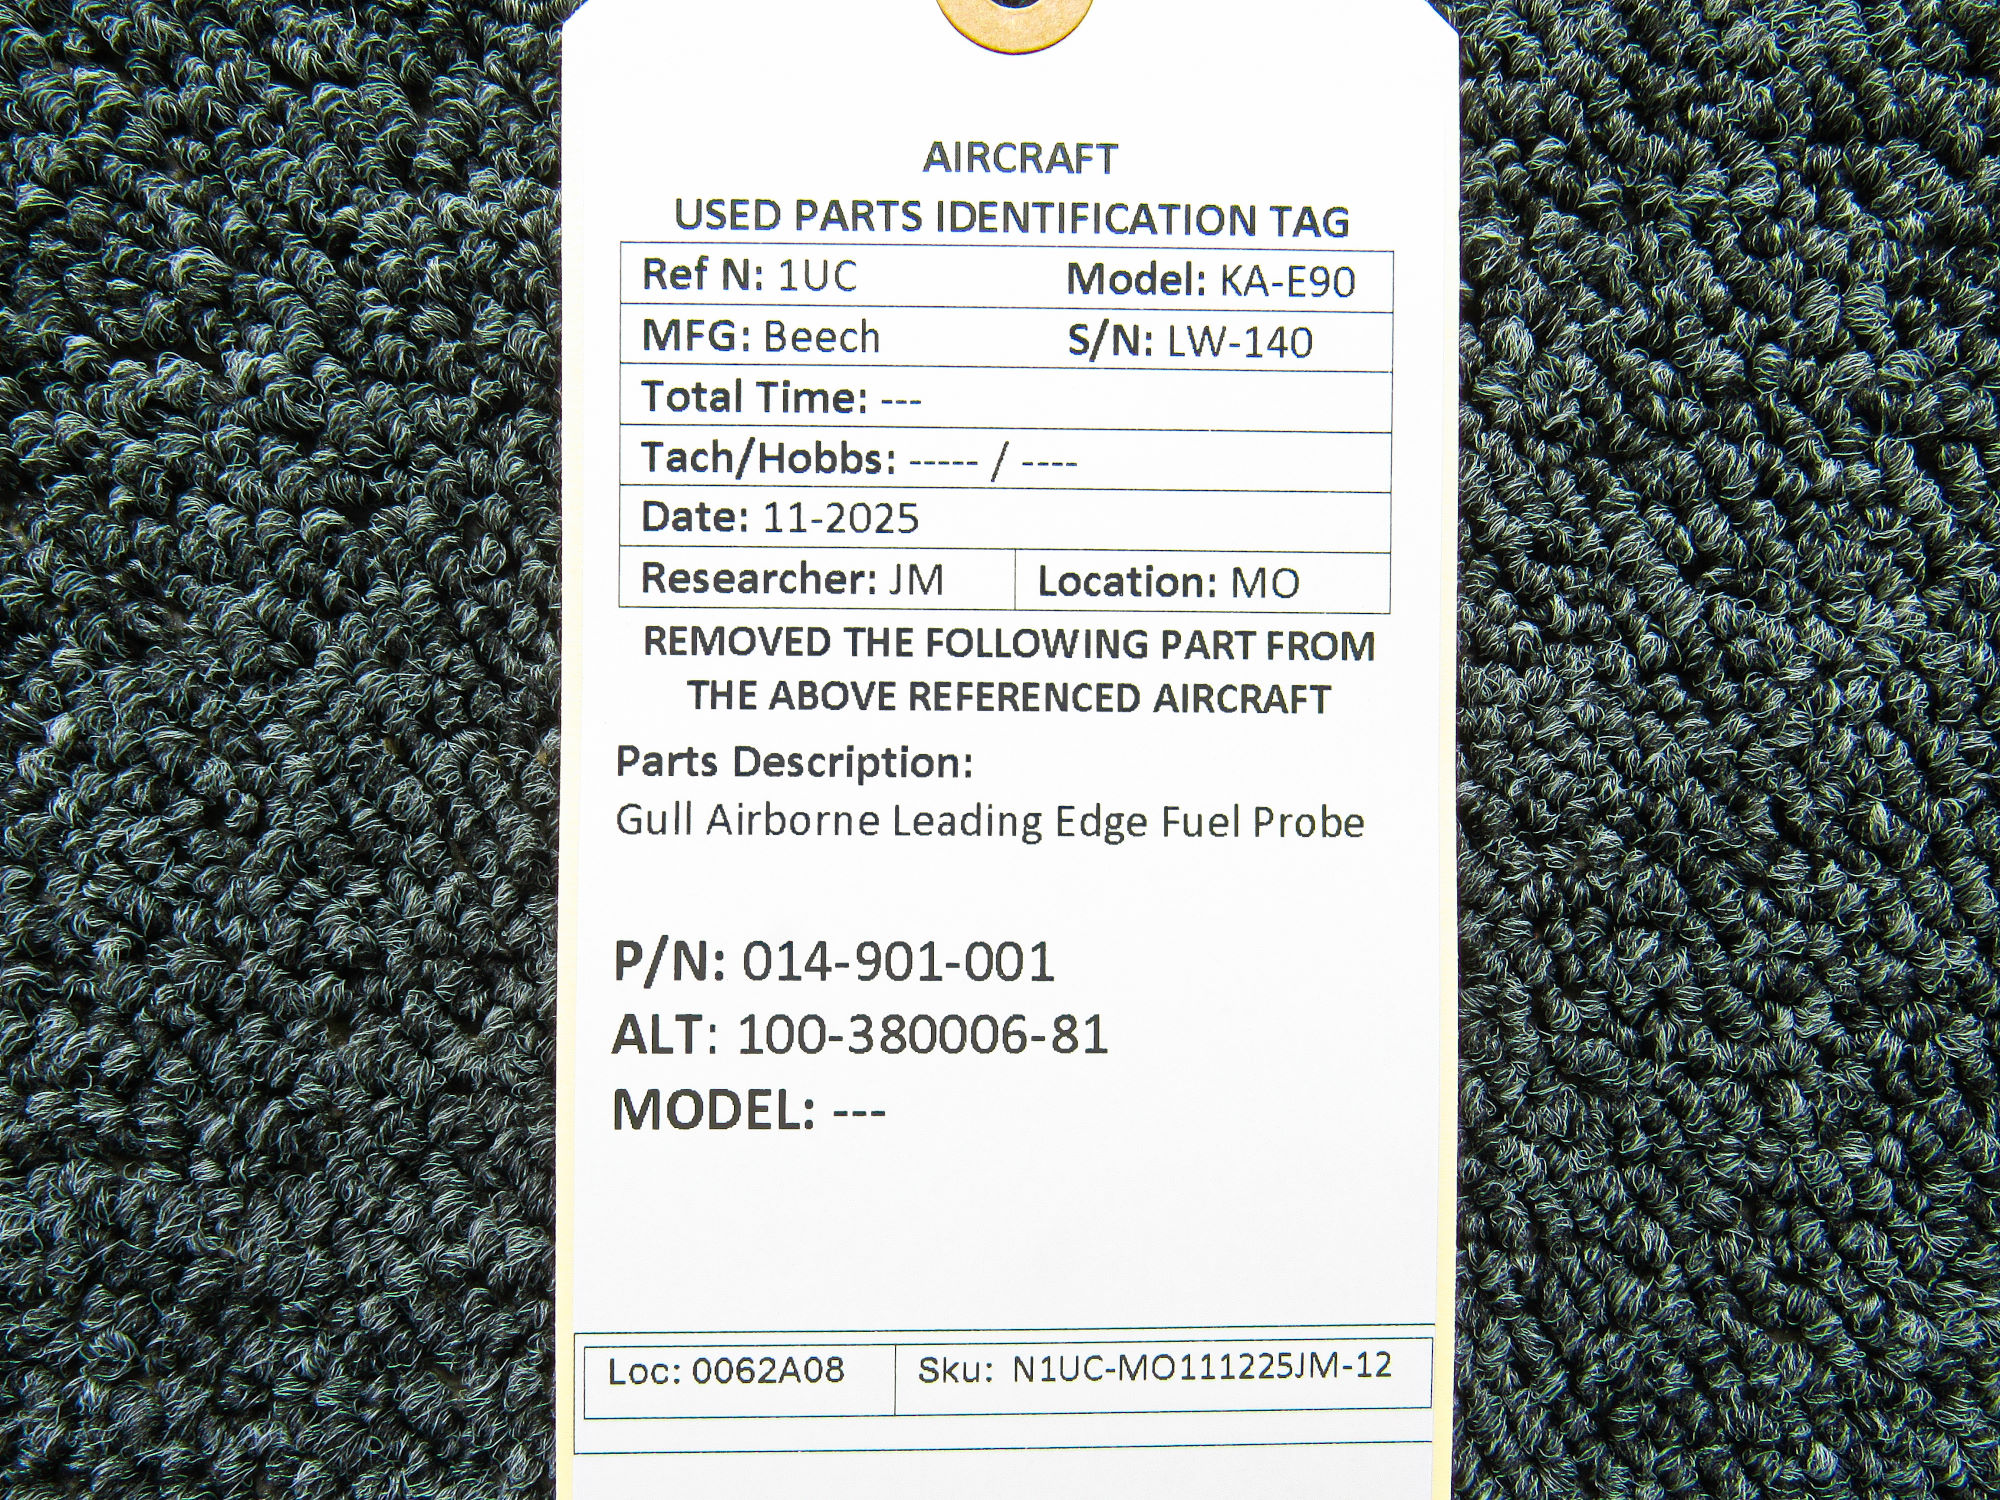 AIRCRAFT
USED PARTS IDENTIFICATION TAG
Ref N: 1UC Model: KA-E90
MFG: Beech S/N: LW-140
Total Time: ---
Tach/Hobbs: ----- / ----
Date: 11-2025
Researcher: JM Location: MO
REMOVED THE FOLLOWING PART FROM
THE ABOVE REFERENCED AIRCRAFT
Parts Description:
Gull Airborne Leading Edge Fuel Probe
P/N: 014-901-001
ALT: 100-380006-81
MODEL: ---
Loc: 0062A08 Sku: N1UC-MO111225JM-12